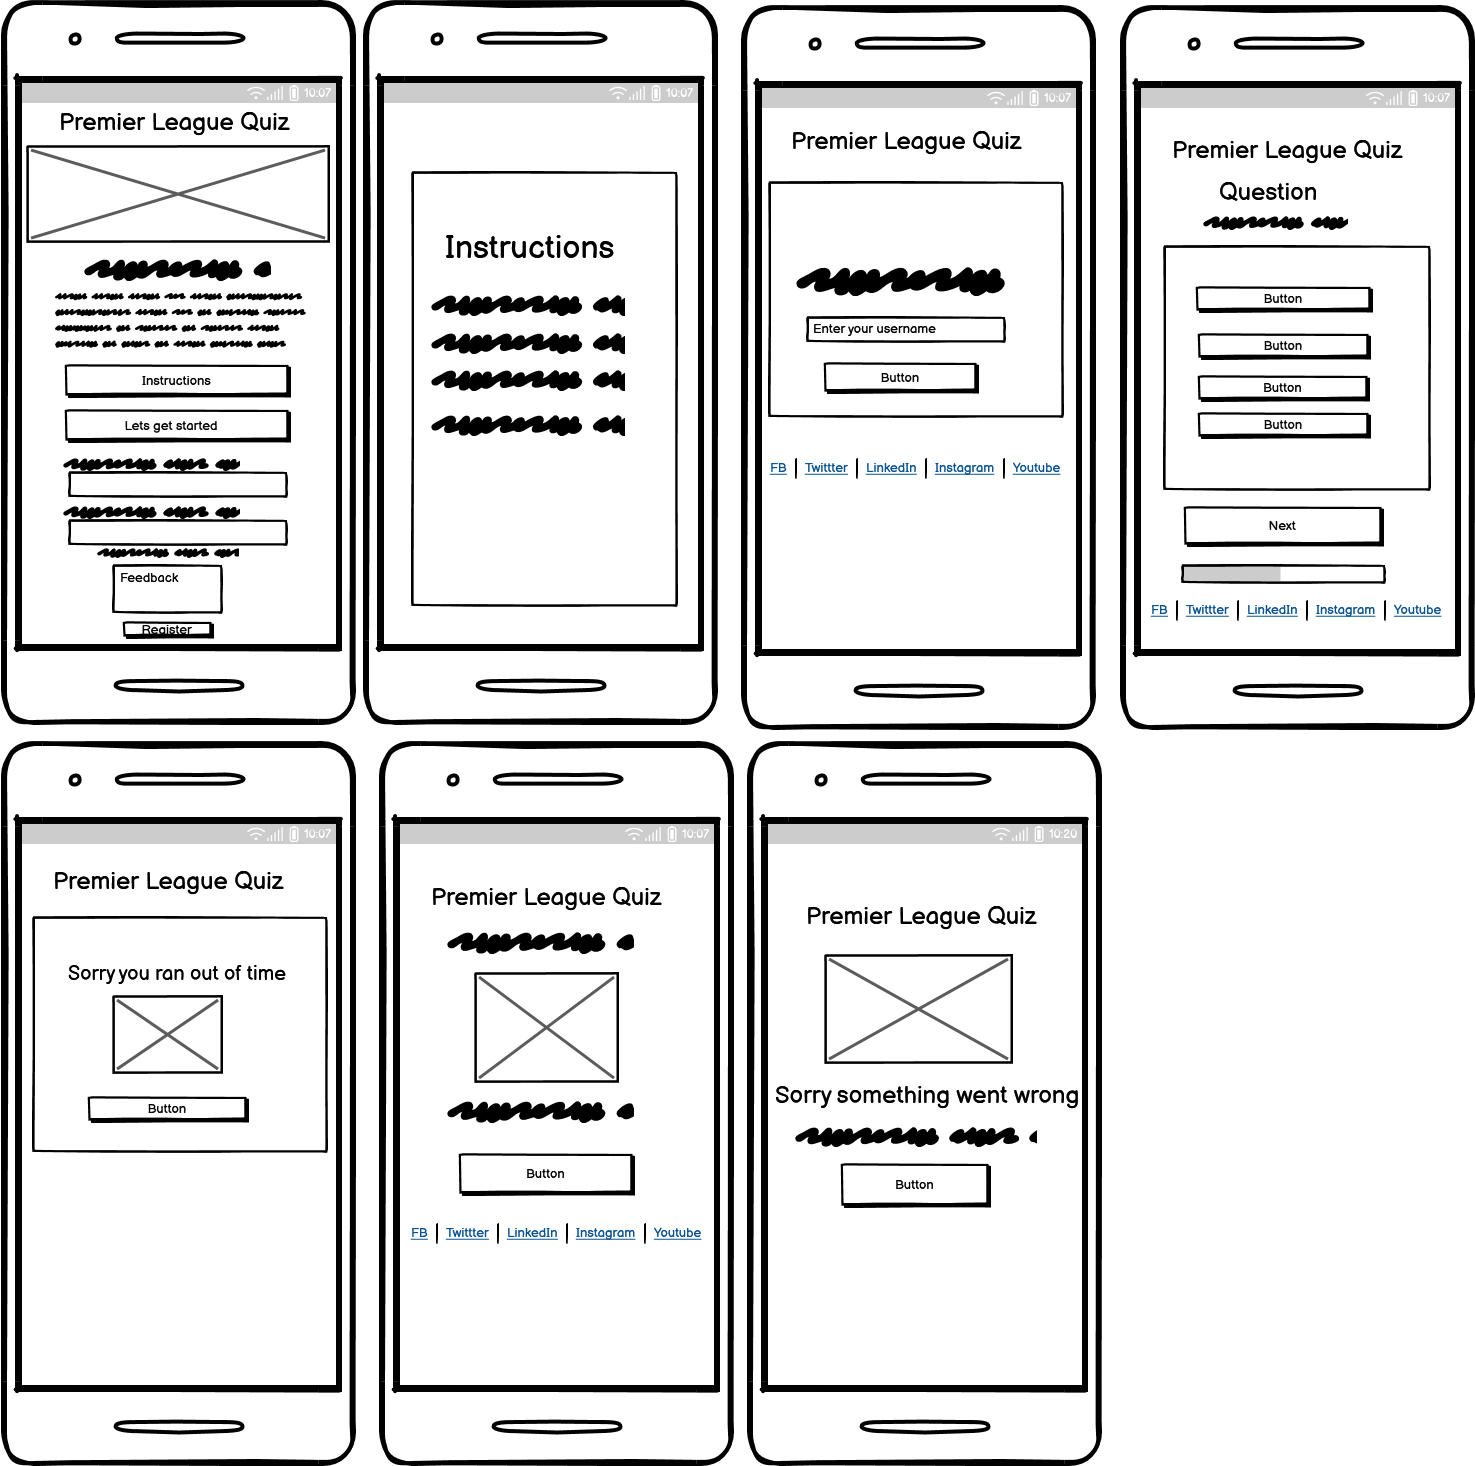 10:07
Premier League Quiz
Instructions
Lets get started
Feedback
Register
10:07
Instructions
10:07
Premier League Quiz
Enter your username
Button
FB | Twittter | LinkedIn | Instagram | Youtube
10:07
Premier League Quiz
Question
Button
Button
Button
Button
Next
FB | Twittter | LinkedIn | Instagram | Youtube
10:07
Premier League Quiz
Sorry you ran out of time
Button
10:07
Premier League Quiz
Button
FB | Twittter | LinkedIn | Instagram | Youtube
10:20
Premier League Quiz
Sorry something went wrong
Button